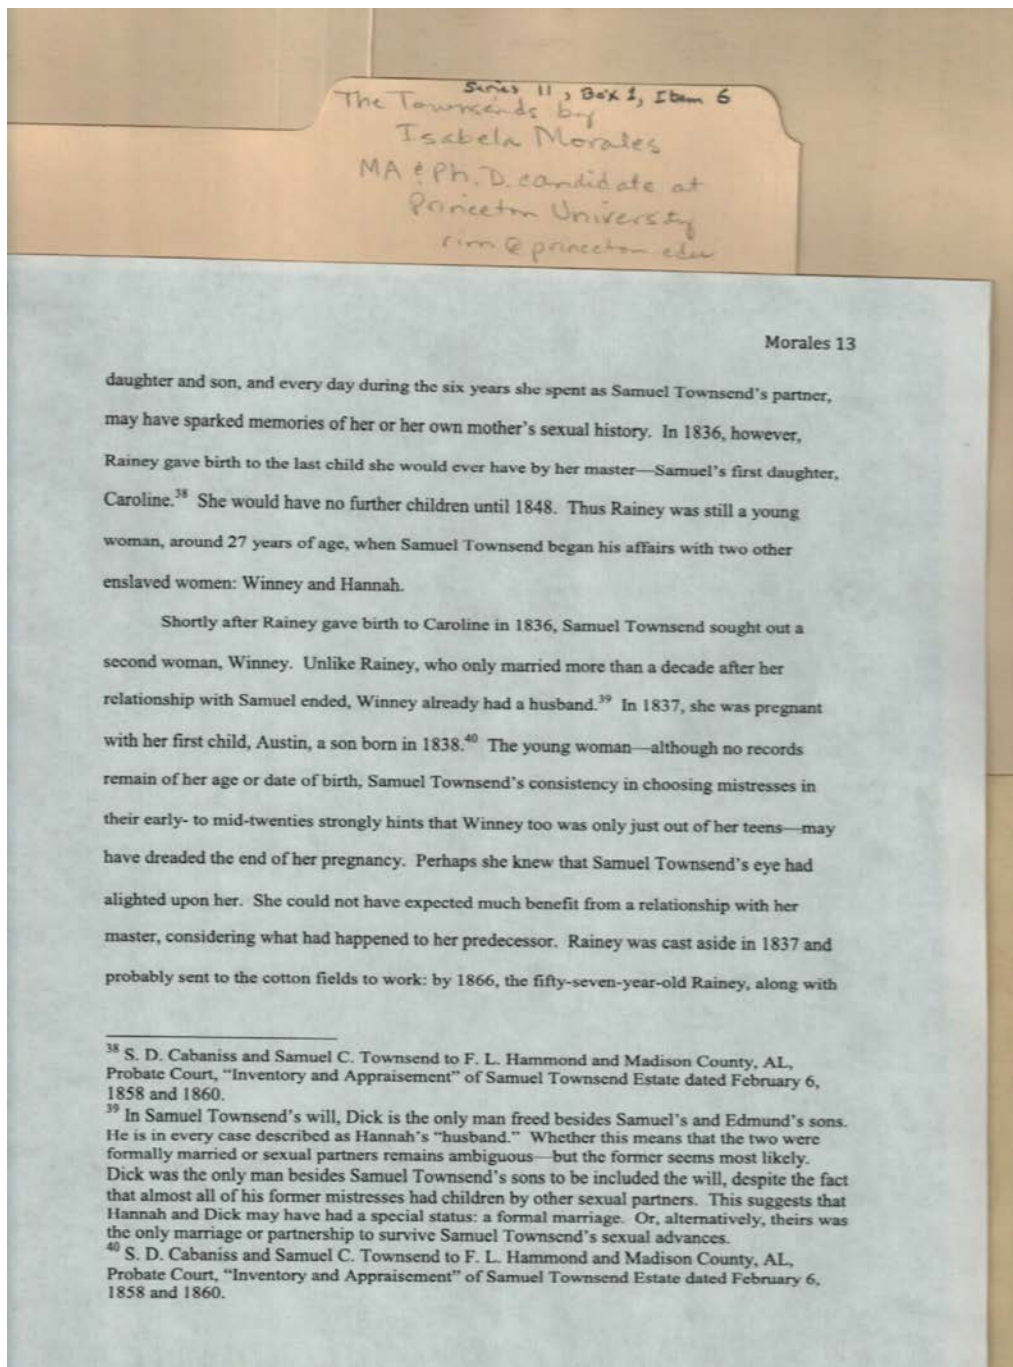 Series 11, Box 1, Item 6
The Townsends by
Isabela Morales
MA & Ph.D. candidate at
Princeton University
rim@princeton edu
Morales 13
daughter and son, and every day during the six years she spent as Samuel Townsend's partner,
may have sparked memories of her or her own mother's sexual history. In 1836, however,
Rainey gave birth to the last child she would ever have by her master—Samuel's first daughter,
Caroline.38 She would have no further children until 1848. Thus Rainey was still a young
woman, around 27 years of age, when Samuel Townsend began his affairs with two other
enslaved women: Winney and Hannah.
Shortly after Rainey gave birth to Caroline in 1836, Samuel Townsend sought out a
second woman, Winney. Unlike Rainey, who only married more than a decade after her
relationship with Samuel ended, Winney already had a husband.39 In 1837, she was pregnant
with her first child, Austin, a son born in 1838.40 The young woman—although no records
remain of her age or date of birth, Samuel Townsend's consistency in choosing mistresses in
their early- to mid-twenties strongly hints that Winney too was only just out of her teens—may
have dreaded the end of her pregnancy. Perhaps she knew that Samuel Townsend's eye had
alighted upon her. She could not have expected much benefit from a relationship with her
master, considering what had happened to her predecessor. Rainey was cast aside in 1837 and
probably sent to the cotton fields to work: by 1866, the fifty-seven-year-old Rainey, along with
38 S. D. Cabaniss and Samuel C. Townsend to F. L. Hammond and Madison County, AL,
Probate Court, "Inventory and Appraisement" of Samuel Townsend Estate dated February 6,
1858 and 1860.
39 In Samuel Townsend's will, Dick is the only man freed besides Samuel's and Edmund's sons.
He is in every case described as Hannah's "husband." Whether this means that the two were
formally married or sexual partners remains ambiguous—but the former seems most likely.
Dick was the only man besides Samuel Townsend's sons to be included the will, despite the fact
that almost all of his former mistresses had children by other sexual partners. This suggests that
Hannah and Dick may have had a special status: a formal marriage. Or, alternatively, theirs was
the only marriage or partnership to survive Samuel Townsend's sexual advances.
40 S. D. Cabaniss and Samuel C. Townsend to F. L. Hammond and Madison County, AL,
Probate Court, "Inventory and Appraisement" of Samuel Townsend Estate dated February 6,
1858 and 1860.